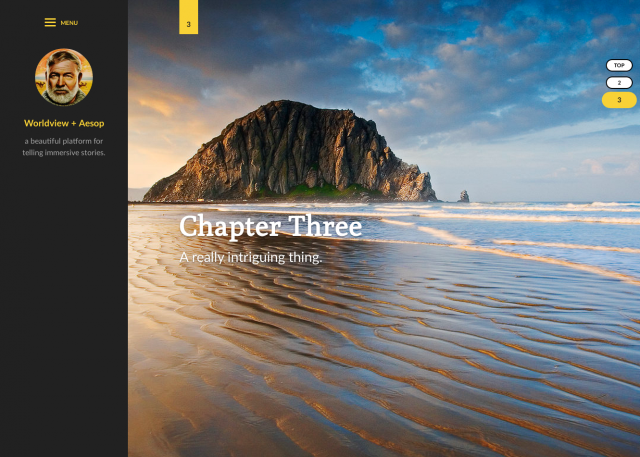 MENU
Worldview + Aesop
a beautiful platform for
telling immersive stories.
3
Chapter Three
A really intriguing thing.
TOP
2
3